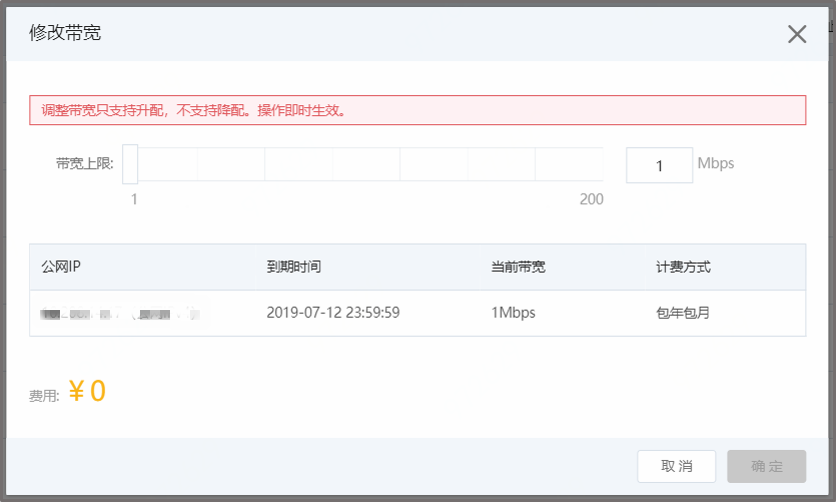 修改带宽
调整带宽只支持升配，不支持降配。操作即时生效。
带宽上限: 1 Mbps
1 200
公网IP 到期时间 当前带宽 计费方式
2019-07-12 23:59:59 1Mbps 包年包月
费用: ¥0
取消 确定